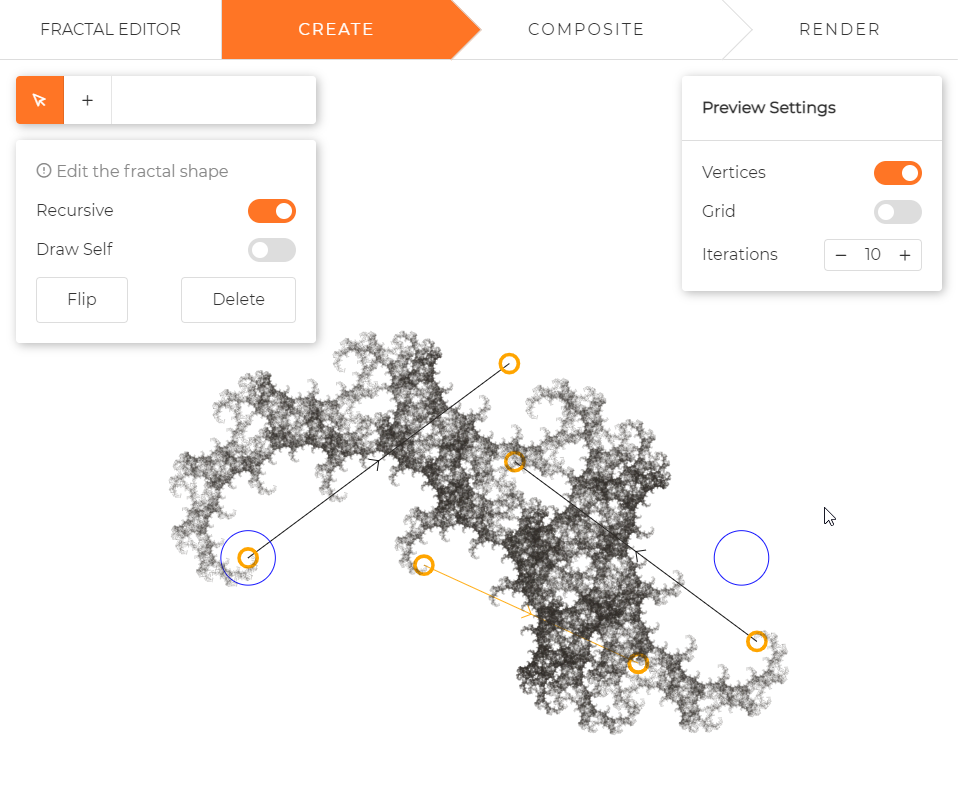 FRACTAL EDITOR
CREATE
COMPOSITE
RENDER
+
Edit the fractal shape
Recursive
Draw Self
Flip
Delete
Preview Settings
Vertices
Grid
Iterations
− 10 +